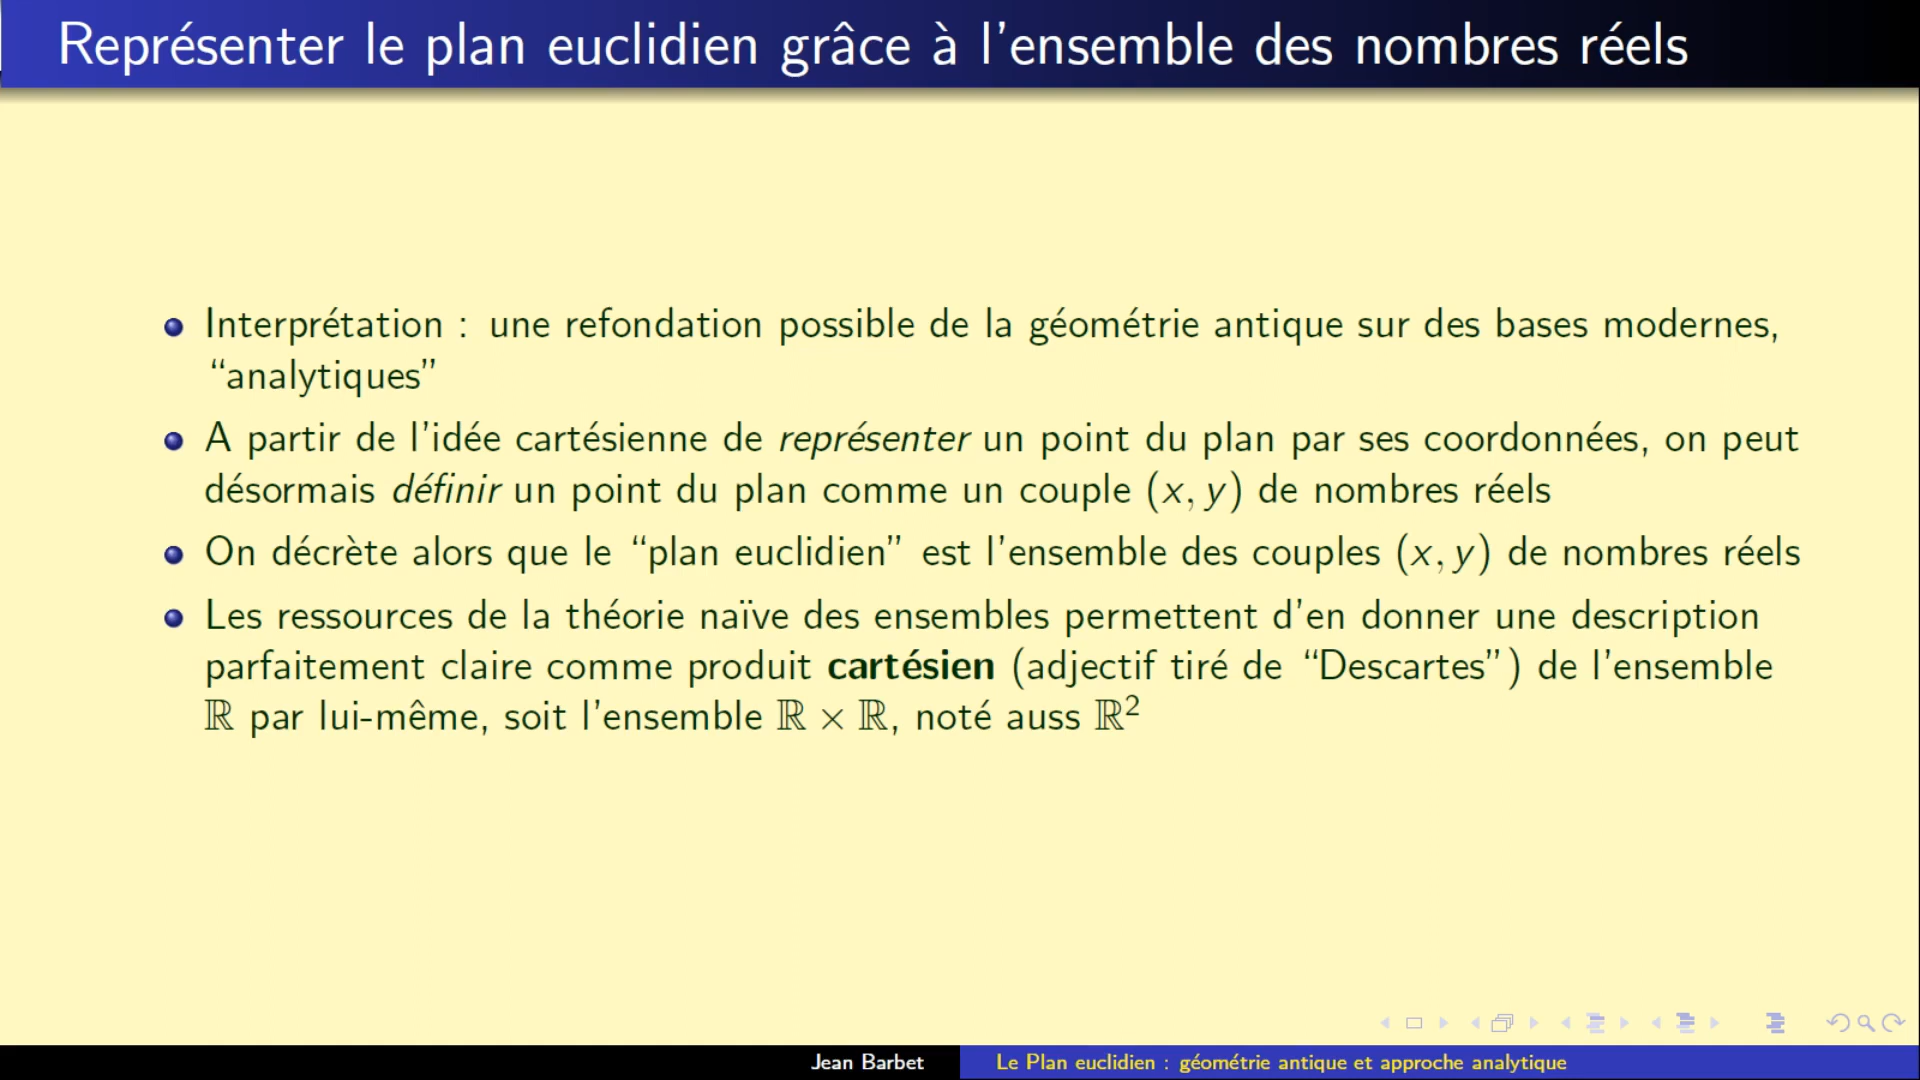 Représenter le plan euclidien grâce à l'ensemble des nombres réels
Interprétation : une refondation possible de la géométrie antique sur des bases modernes,
“analytiques”
A partir de l'idée cartésienne de représenter un point du plan par ses coordonnées, on peut
désormais définir un point du plan comme un couple (x, y) de nombres réels
On décrète alors que le “plan euclidien” est l'ensemble des couples (x, y) de nombres réels
Les ressources de la théorie naïve des ensembles permettent d'en donner une description
parfaitement claire comme produit cartésien (adjectif tiré de “Descartes”) de l'ensemble
ℝ par lui-même, soit l'ensemble ℝ × ℝ, noté auss ℝ²
Jean Barbet
Le Plan euclidien : géométrie antique et approche analytique